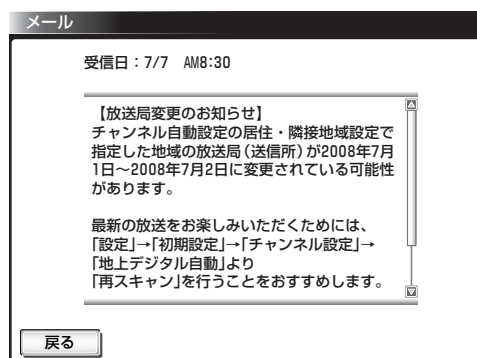 メール
受信日:7/7 AM8:30
【放送局変更のお知らせ】
チャンネル自動設定の居住・隣接地域設定で
指定した地域の放送局(送信所)が2008年7月
1日~2008年7月2日に変更されている可能性
があります。
最新の放送をお楽しみいただくためには、
「設定」→「初期設定」→「チャンネル設定」→
「地上デジタル自動」より
「再スキャン」を行うことをおすすめします。
戻る